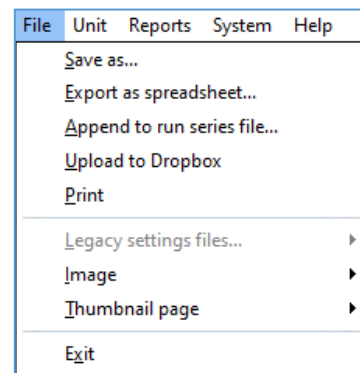 File Unit Reports System Help
Save as...
Export as spreadsheet...
Append to run series file...
Upload to Dropbox
Print
Legacy settings files...
Image
Thumbnail page
Exit